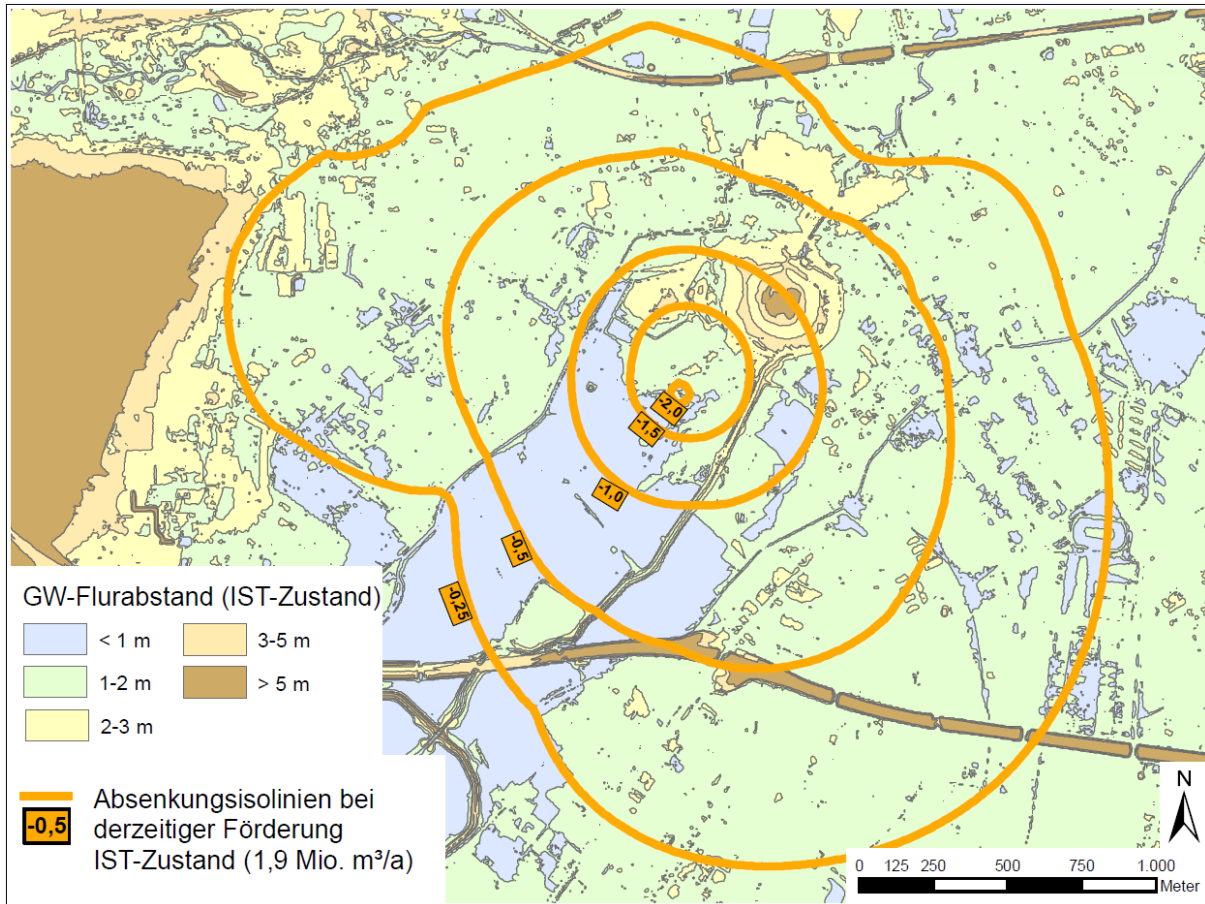 -2,0
-1,5
-1,0
-0,5
-0,25
GW-Flurabstand (IST-Zustand)
< 1 m
3-5 m
1-2 m
> 5 m
2-3 m
-0,5
Absenkungsisolinien bei
derzeitiger Förderung
IST-Zustand (1,9 Mio. m³/a)
N
0 125 250 500 750 1.000
Meter